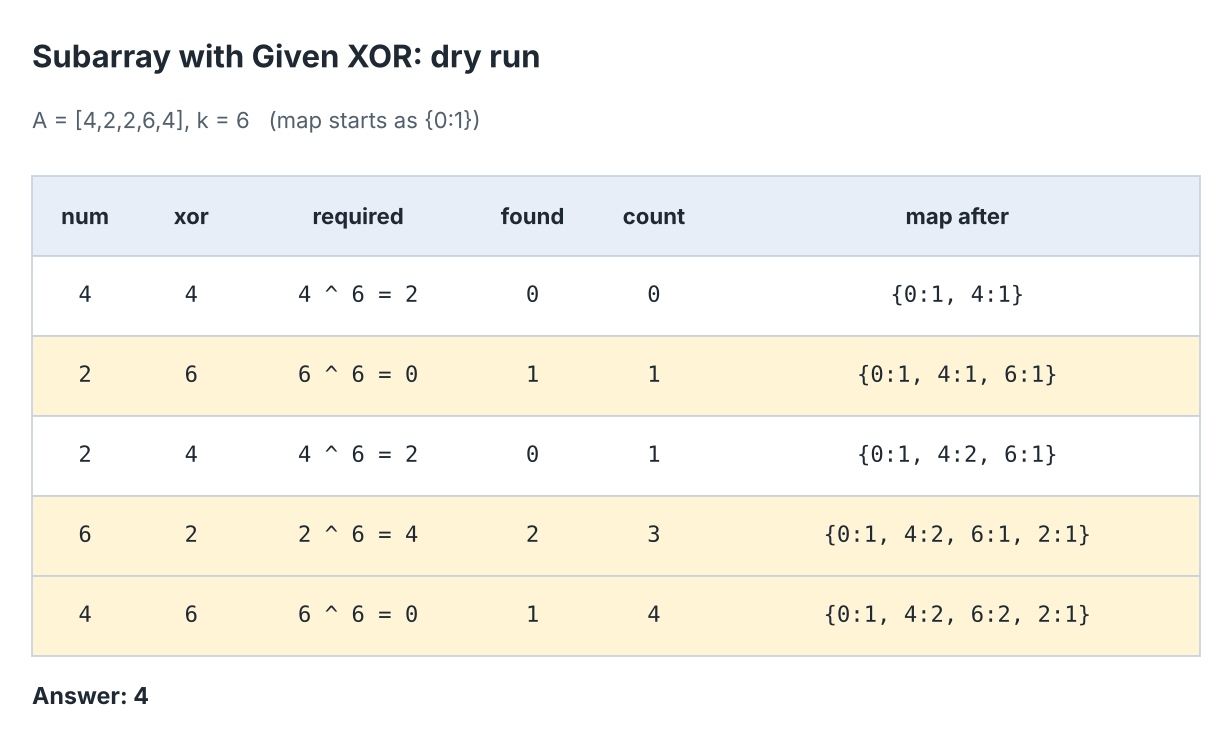 Subarray with Given XOR: dry run
A = [4,2,2,6,4], k = 6 (map starts as {0:1})
num xor required found count map after
4 4 4 ^ 6 = 2 0 0 {0:1, 4:1}
2 6 6 ^ 6 = 0 1 1 {0:1, 4:1, 6:1}
2 4 4 ^ 6 = 2 0 1 {0:1, 4:2, 6:1}
6 2 2 ^ 6 = 4 2 3 {0:1, 4:2, 6:1, 2:1}
4 6 6 ^ 6 = 0 1 4 {0:1, 4:2, 6:2, 2:1}
Answer: 4